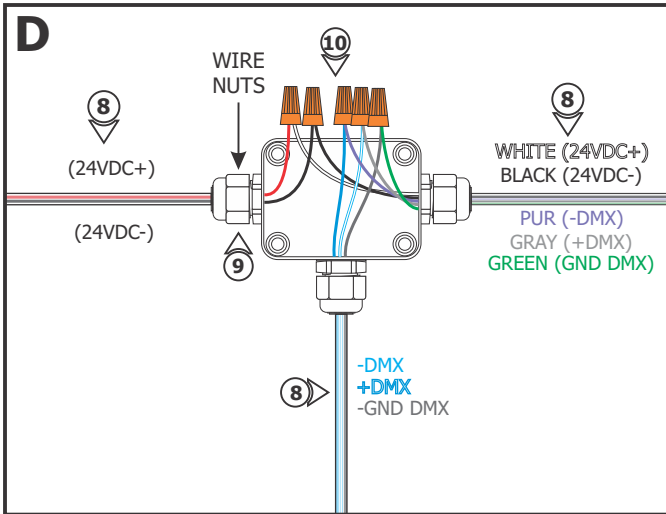 D
10
WIRE
NUTS
8
8
(24VDC+)
WHITE (24VDC+)
BLACK (24VDC-)
(24VDC-)
PUR (-DMX)
GRAY (+DMX)
GREEN (GND DMX)
9
8
-DMX
+DMX
-GND DMX